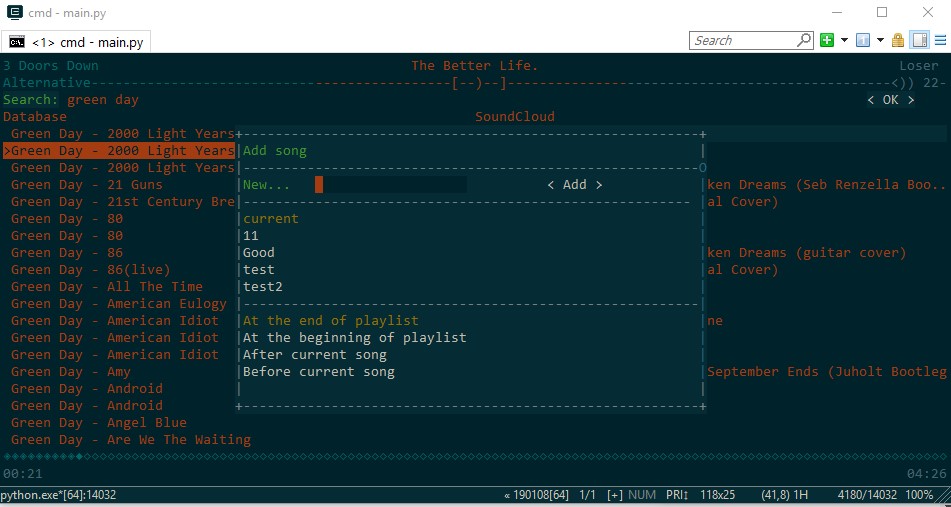 cmd - main.py
<1> cmd - main.py
Search
3 Doors Down The Better Life. Loser
Alternative-----------------------------------------------[--)--]------------------------------------------------<)) 22-
Search: green day < OK >
Database SoundCloud
Green Day - 2000 Light Years
>Green Day - 2000 Light Years
Green Day - 2000 Light Years
Green Day - 21 Guns
Green Day - 21st Century Bre
Green Day - 80
Green Day - 80
Green Day - 86
Green Day - 86(live)
Green Day - All The Time
Green Day - American Eulogy
Green Day - American Idiot
Green Day - American Idiot
Green Day - American Idiot
Green Day - Amy
Green Day - Android
Green Day - Android
Green Day - Angel Blue
Green Day - Are We The Waiting
Add song
New... < Add >
current
11
Good
test
test2
At the end of playlist
At the beginning of playlist
After current song
Before current song
ken Dreams (Seb Renzella Boo..
al Cover)
ken Dreams (guitar cover)
al Cover)
ne
September Ends (Juholt Bootleg
00:21 04:26
python.exe*[64]:14032 « 190108[64] 1/1 [+] NUM PRI↕ 118x25 (41,8) 1H 4180/14032 100%